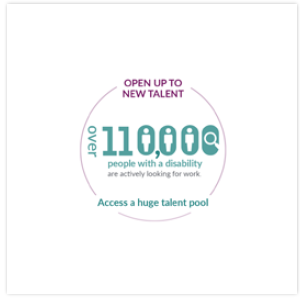 OPEN UP TO
NEW TALENT
over
110,000
people with a disability
are actively looking for work
Access a huge talent pool